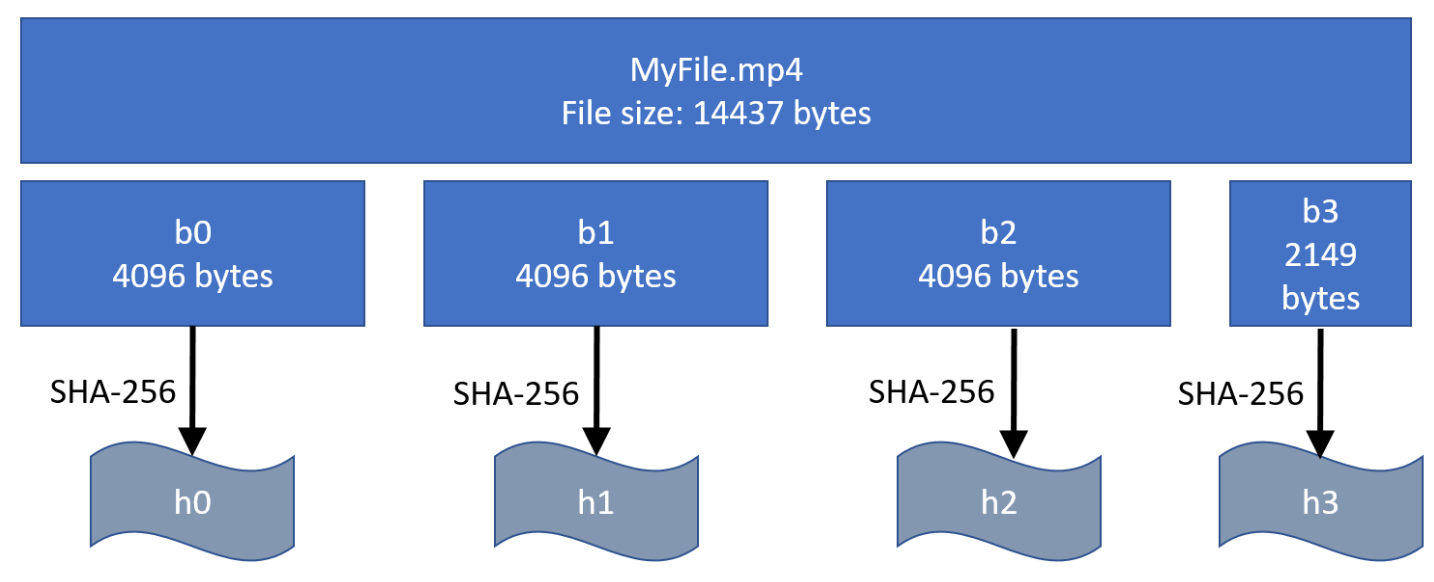 MyFile.mp4
File size: 14437 bytes
b0
4096 bytes
b1
4096 bytes
b2
4096 bytes
b3
2149
bytes
SHA-256
SHA-256
SHA-256
SHA-256
h0
h1
h2
h3